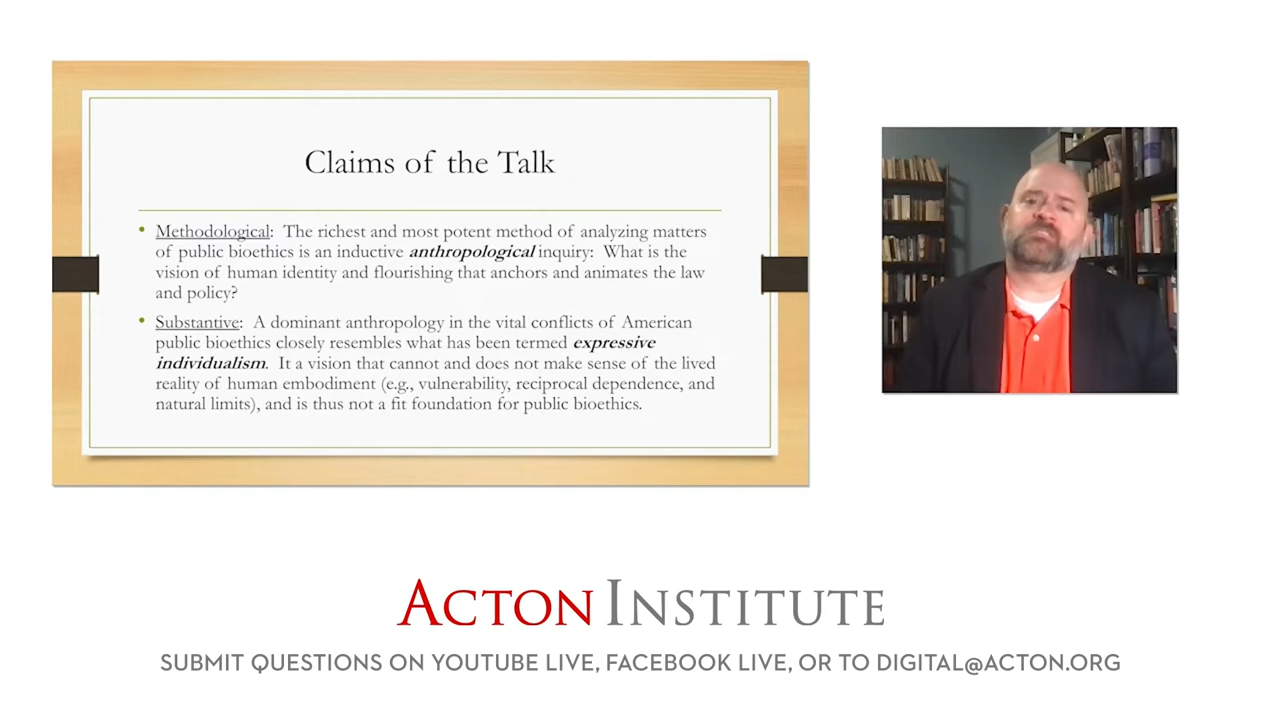 Claims of the Talk
• Methodological: The richest and most potent method of analyzing matters
of public bioethics is an inductive anthropological inquiry: What is the
vision of human identity and flourishing that anchors and animates the law
and policy?
• Substantive: A dominant anthropology in the vital conflicts of American
public bioethics closely resembles what has been termed expressive
individualism. It a vision that cannot and does not make sense of the lived
reality of human embodiment (e.g., vulnerability, reciprocal dependence, and
natural limits), and is thus not a fit foundation for public bioethics.
ACTON INSTITUTE
SUBMIT QUESTIONS ON YOUTUBE LIVE, FACEBOOK LIVE, OR TO DIGITAL@ACTON.ORG